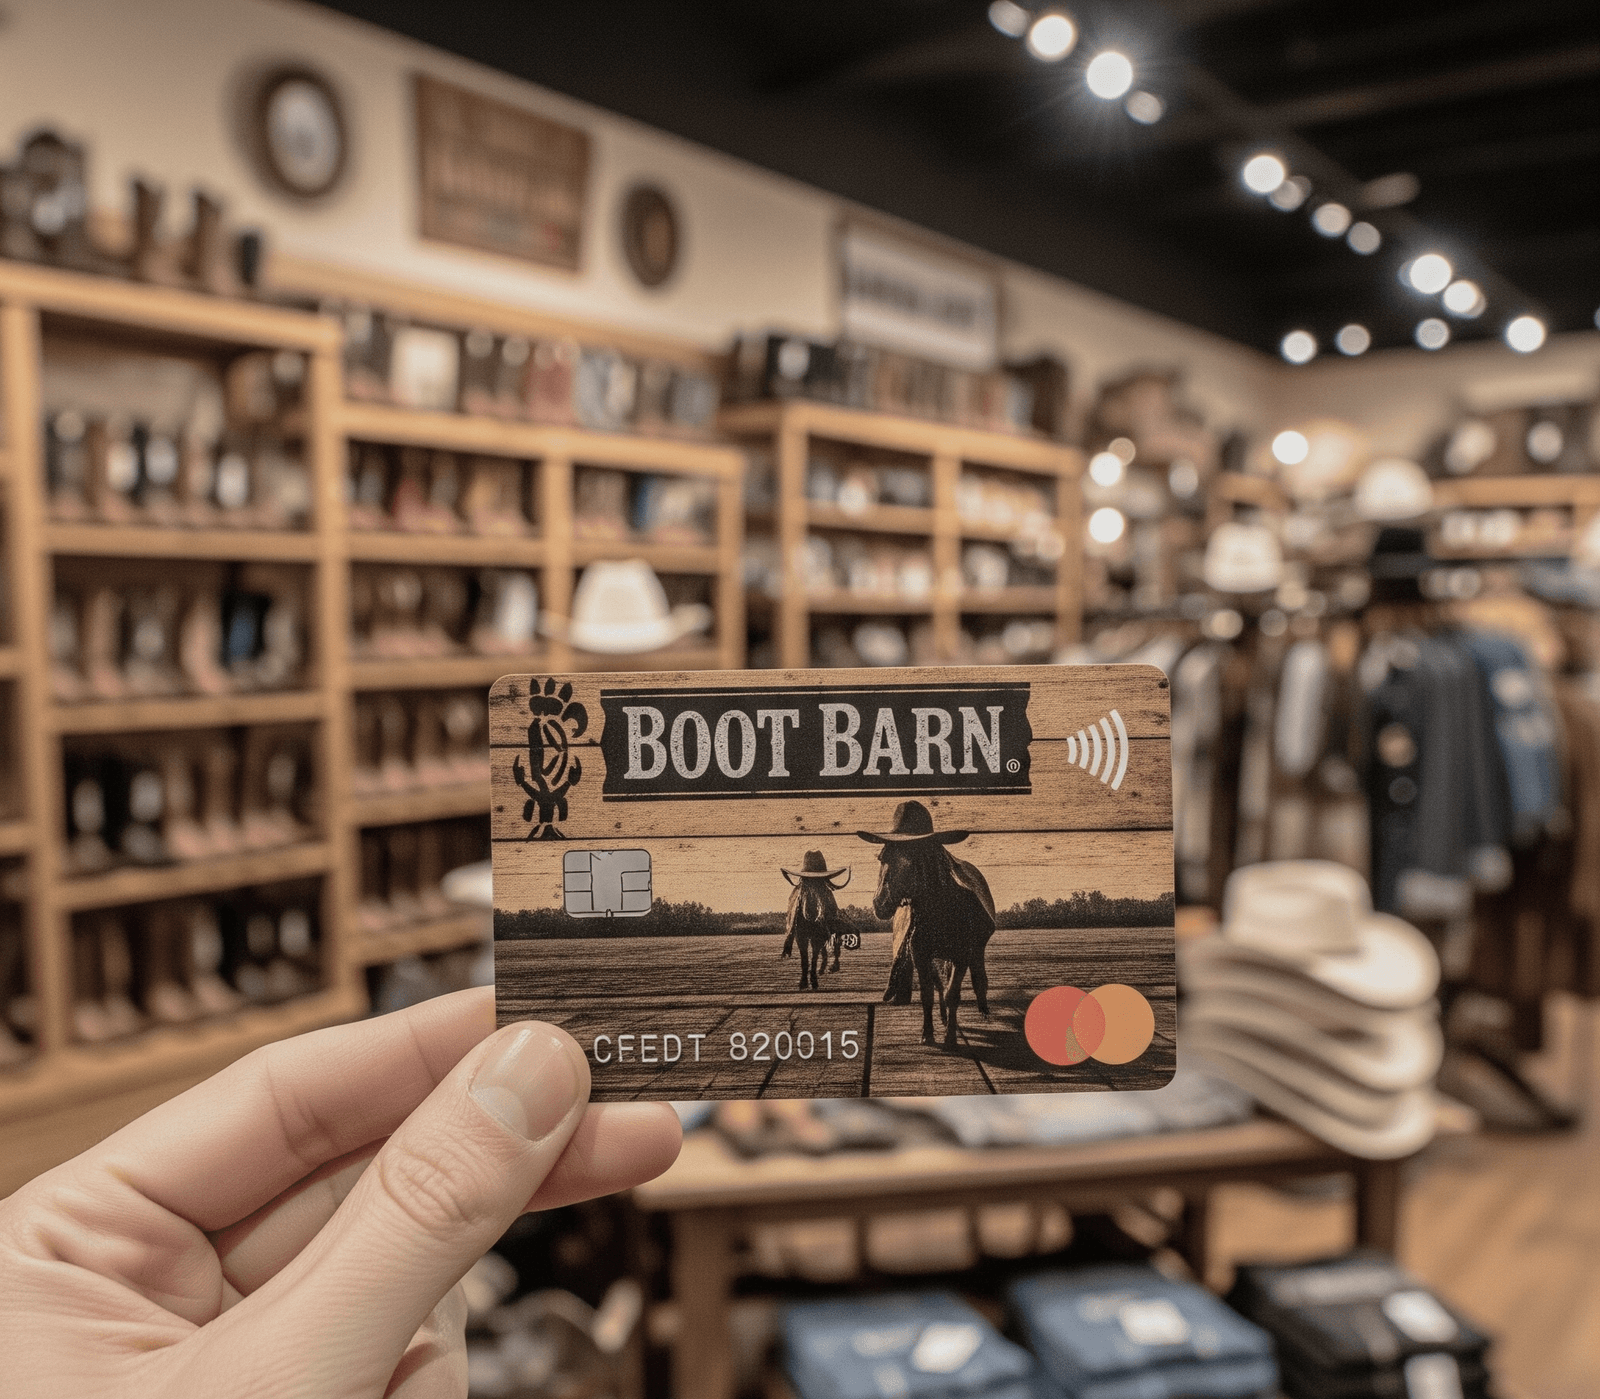 BOOT BARN
CFEDT 820015